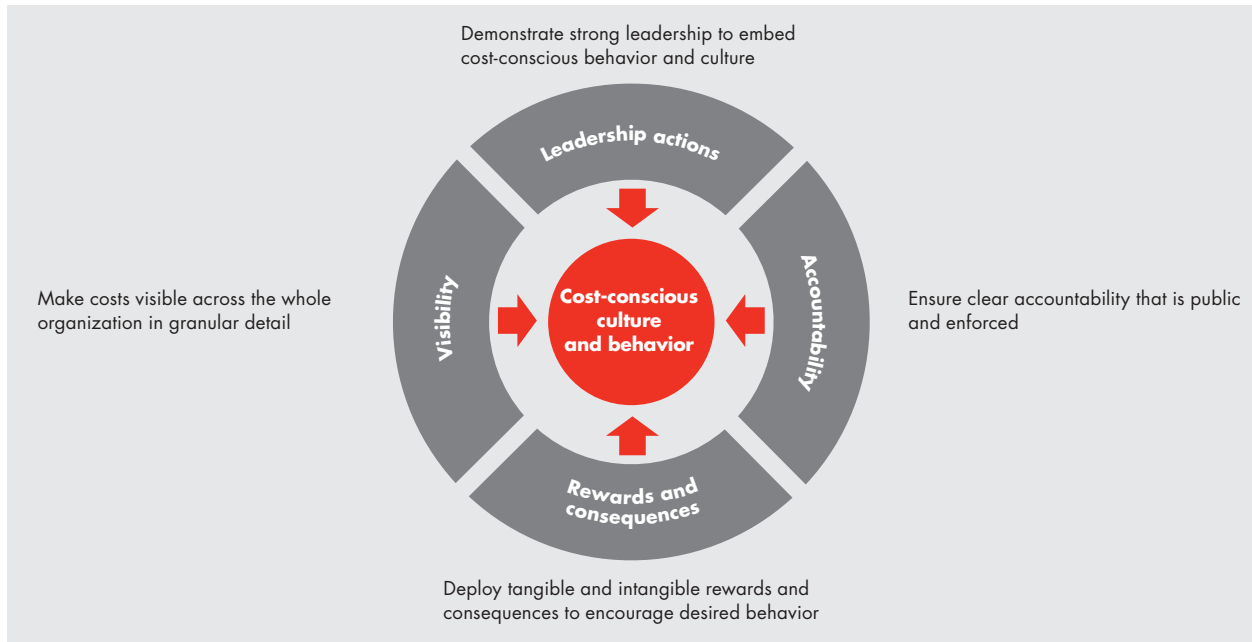 Demonstrate strong leadership to embed
cost-conscious behavior and culture
Leadership actions
Make costs visible across the whole
organization in granular detail
Visibility
Cost-conscious
culture
and behavior
Accountability
Ensure clear accountability that is public
and enforced
Rewards and
consequences
Deploy tangible and intangible rewards and
consequences to encourage desired behavior